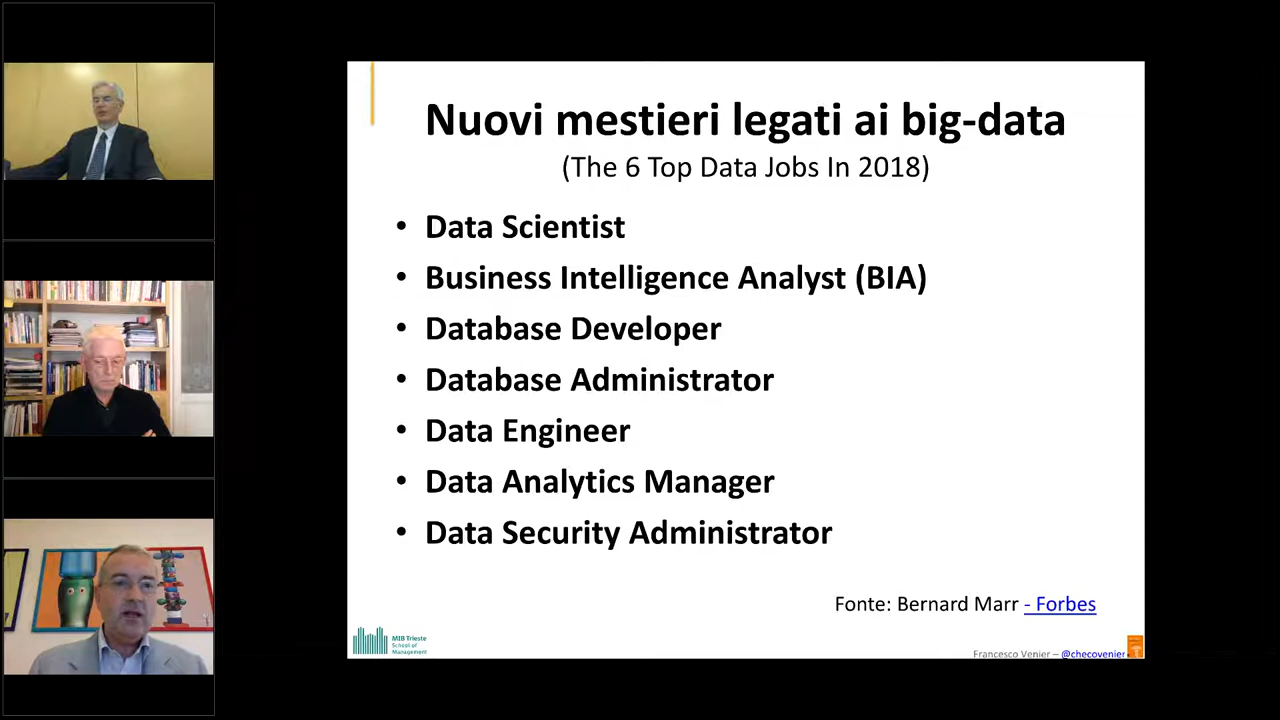 Nuovi mestieri legati ai big-data
(The 6 Top Data Jobs In 2018)
• Data Scientist
• Business Intelligence Analyst (BIA)
• Database Developer
• Database Administrator
• Data Engineer
• Data Analytics Manager
• Data Security Administrator
Fonte: Bernard Marr - Forbes
MIB Trieste
School of
Management
Francesco Venier – @checovenier